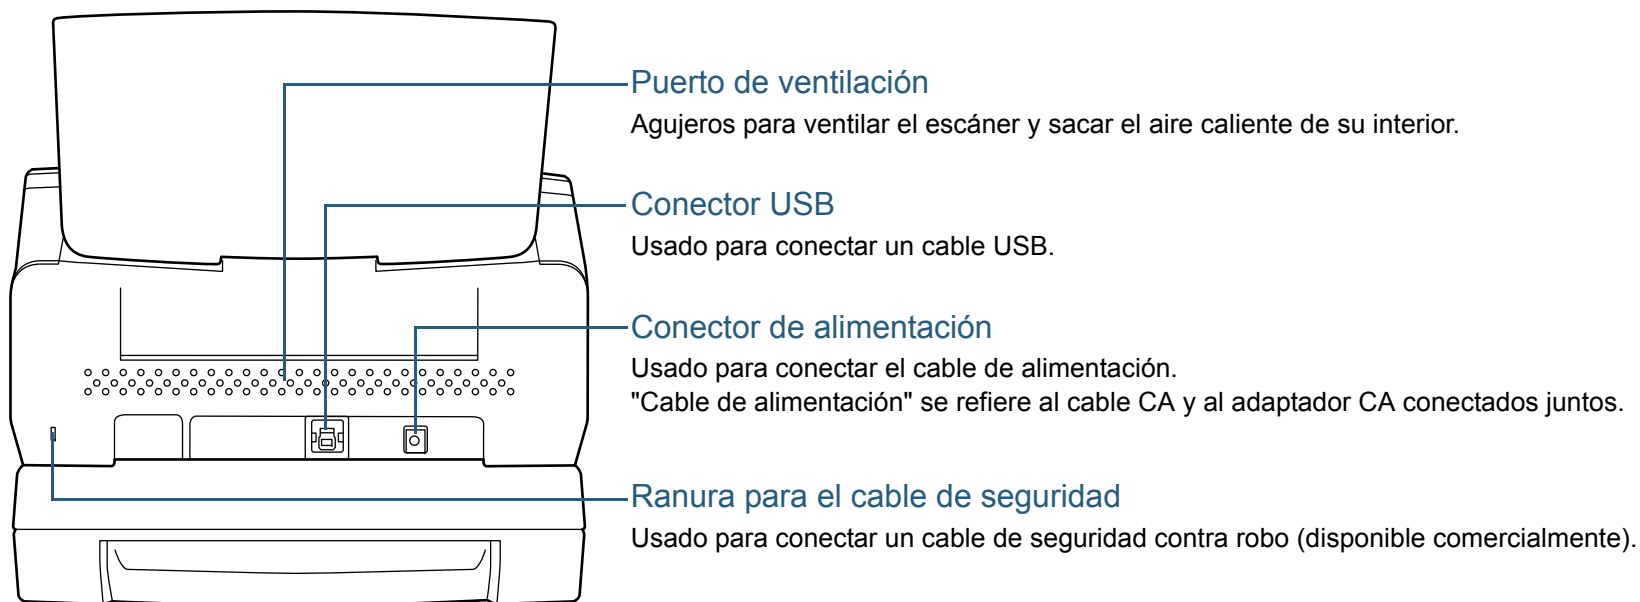 Puerto de ventilación
Agujeros para ventilar el escáner y sacar el aire caliente de su interior.
Conector USB
Usado para conectar un cable USB.
Conector de alimentación
Usado para conectar el cable de alimentación.
"Cable de alimentación" se refiere al cable CA y al adaptador CA conectados juntos.
Ranura para el cable de seguridad
Usado para conectar un cable de seguridad contra robo (disponible comercialmente).